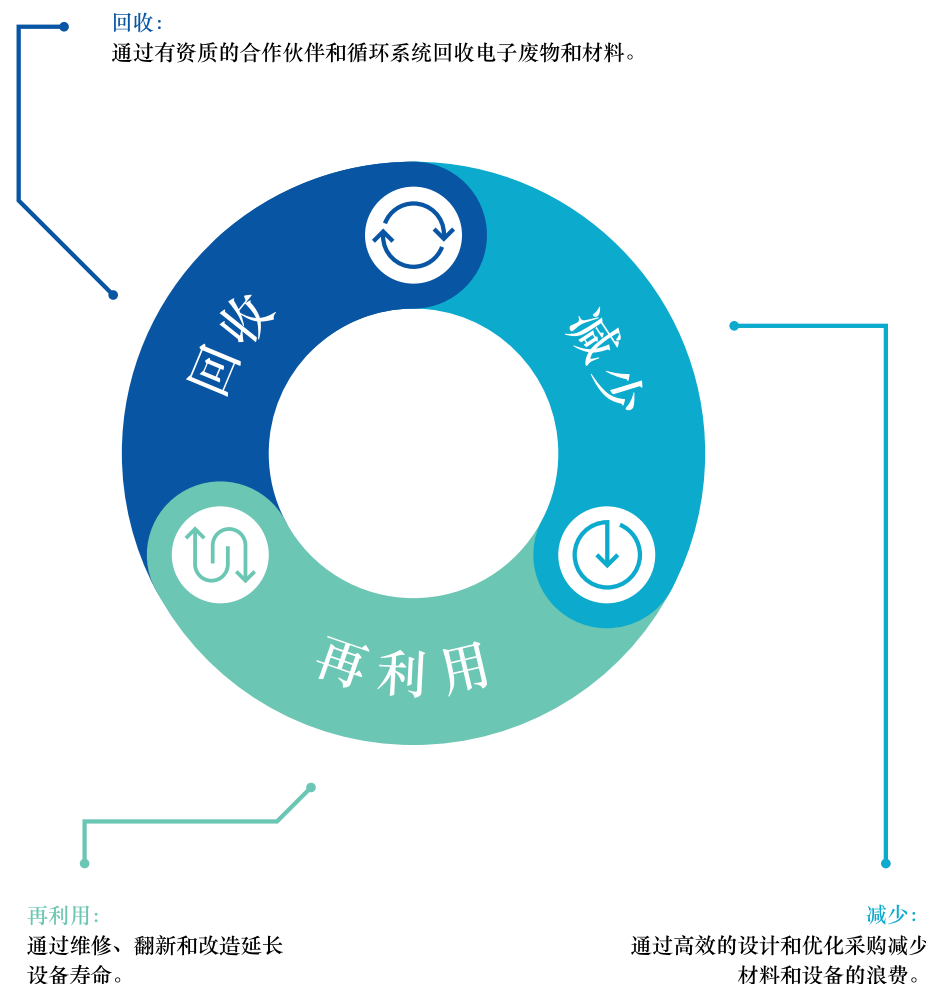 回收：
通过有资质的合作伙伴和循环系统回收电子废物和材料。
回收
减少
再利用
再利用：
通过维修、翻新和改造延长
设备寿命。
减少：
通过高效的设计和优化采购减少
材料和设备的浪费。